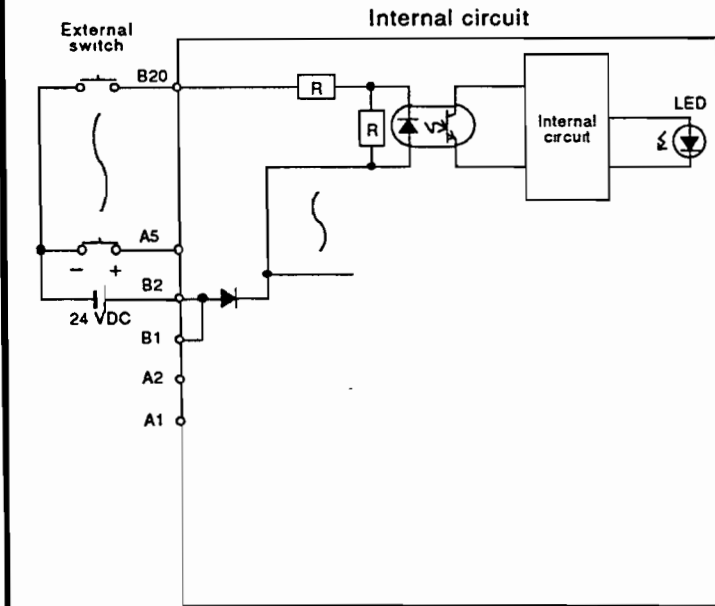 Internal circuit
External
switch
B20
R
R
LED
Internal
circuit
A5
− +
B2
24 VDC
B1
A2
A1